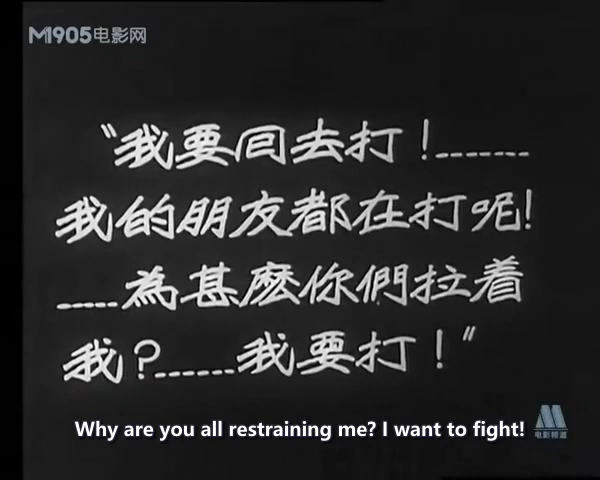 M1905电影网
“我要回去打！........
我的朋友都在打呢!
......為甚麽你們拉着
我？.......我要打！”
Why are you all restraining me? I want to fight!
电影频道